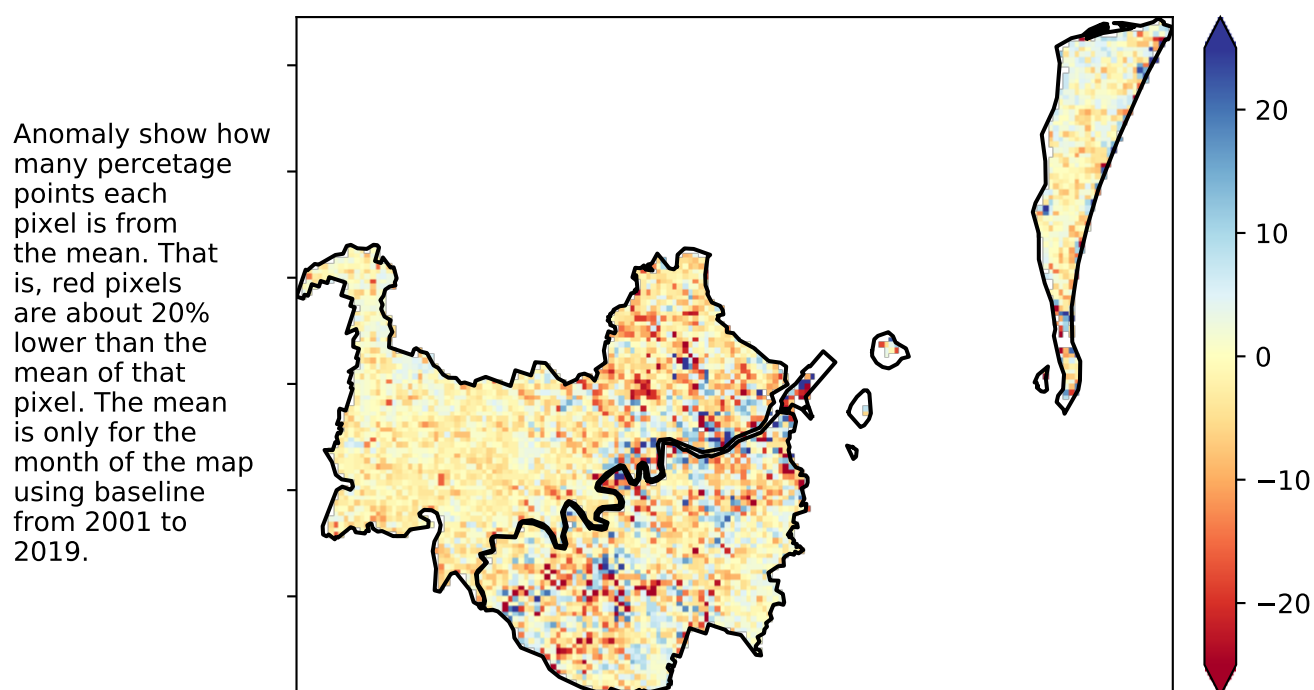 Anomaly show how
many percetage
points each
pixel is from
the mean. That
is, red pixels
are about 20%
lower than the
mean of that
pixel. The mean
is only for the
month of the map
using baseline
from 2001 to
2019.
20
10
0
−10
−20